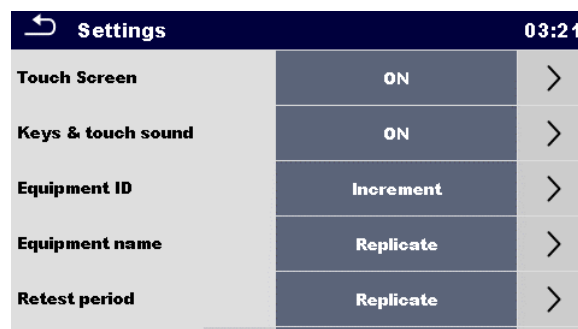 Settings 03:21
Touch Screen ON
Keys & touch sound ON
Equipment ID Increment
Equipment name Replicate
Retest period Replicate